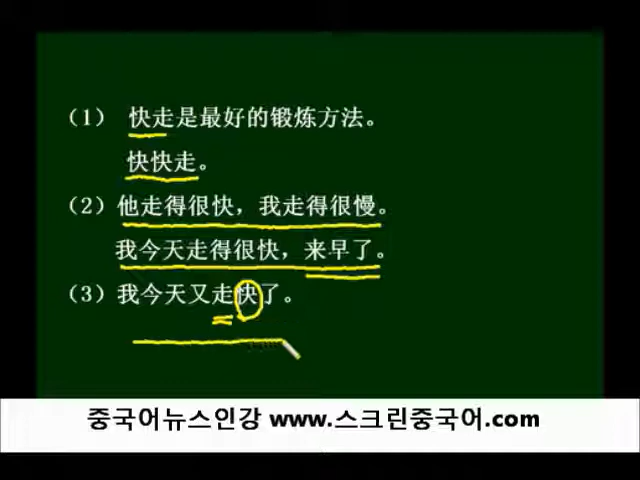 （1） 快走是最好的锻炼方法。
快快走。
（2）他走得很快，我走得很慢。
我今天走得很快，来早了。
（3）我今天又走快了。
중국어뉴스인강 www.스크린중국어.com